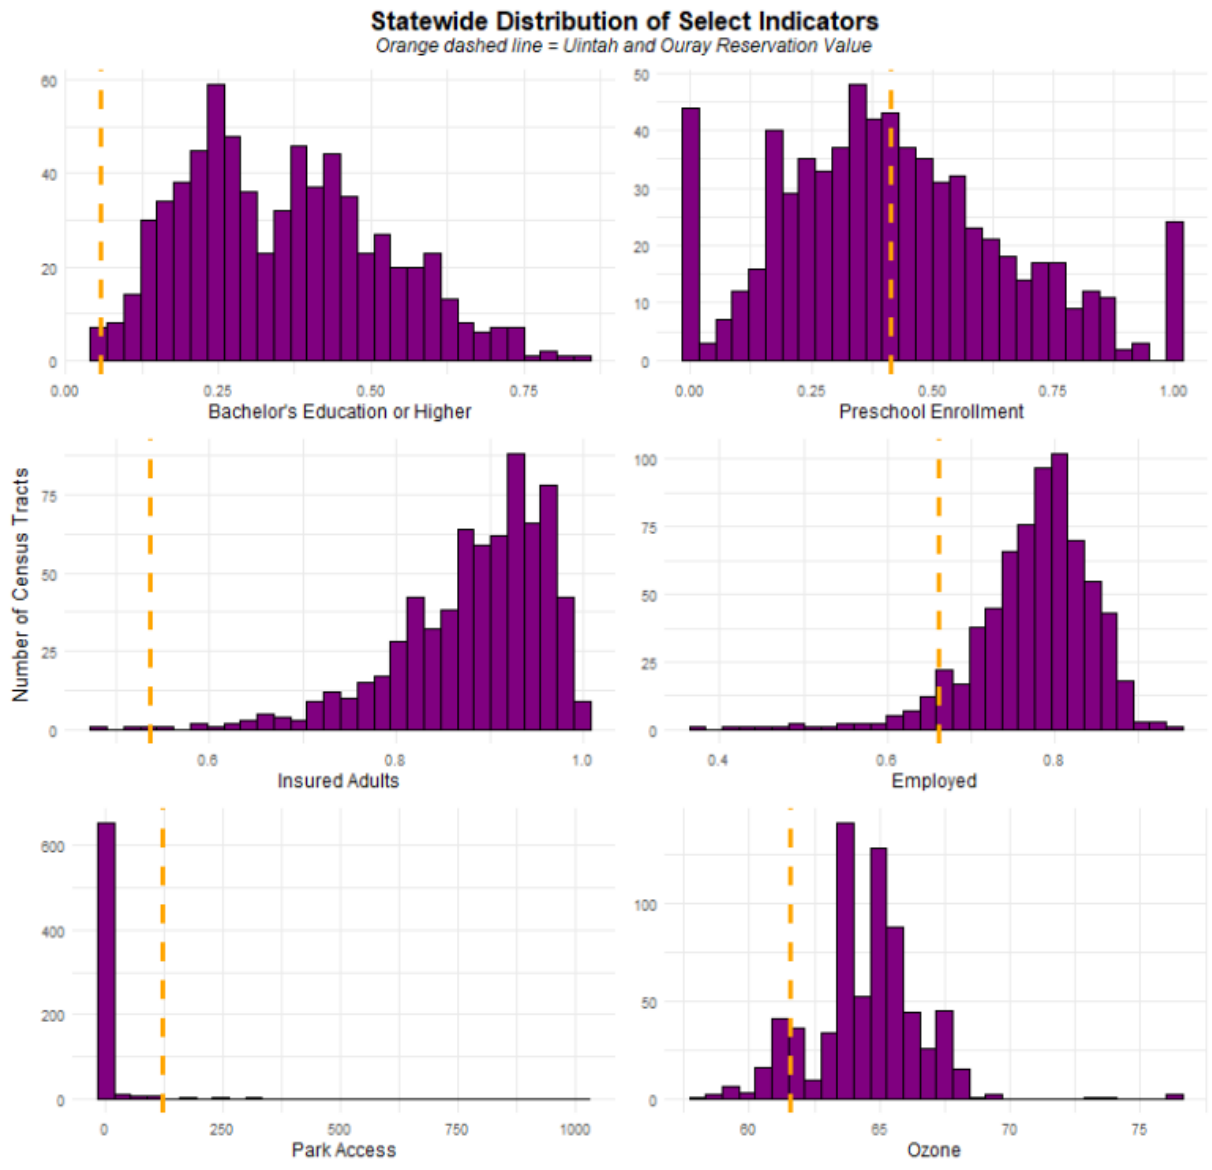 Statewide Distribution of Select Indicators
Orange dashed line = Uintah and Ouray Reservation Value
60
40
20
0
0.00 0.25 0.50 0.75
Bachelor's Education or Higher
50
40
30
20
10
0
0.00 0.25 0.50 0.75 1.00
Preschool Enrollment
Number of Census Tracts
75
50
25
0
0.6 0.8 1.0
Insured Adults
100
75
50
25
0
0.4 0.6 0.8
Employed
600
400
200
0
0 250 500 750 1000
Park Access
100
50
0
60 65 70 75
Ozone